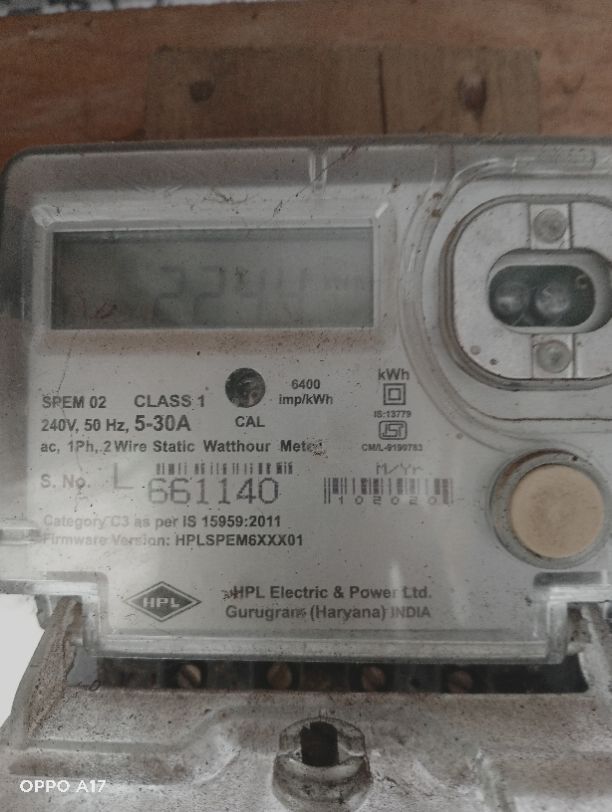 SPEM 02 CLASS 1
6400
imp/kWh
kWh
240V, 50 Hz, 5-30A
CAL
IS:13779
ac, 1Ph, 2 Wire Static Watthour Meter
CM/L-9190783
S. No. L 661140
M/Yr
102020
Category C3 as per IS 15959:2011
Firmware Version: HPLSPEM6XXX01
HPL
HPL Electric & Power Ltd.
Gurugram (Haryana) INDIA
OPPO A17